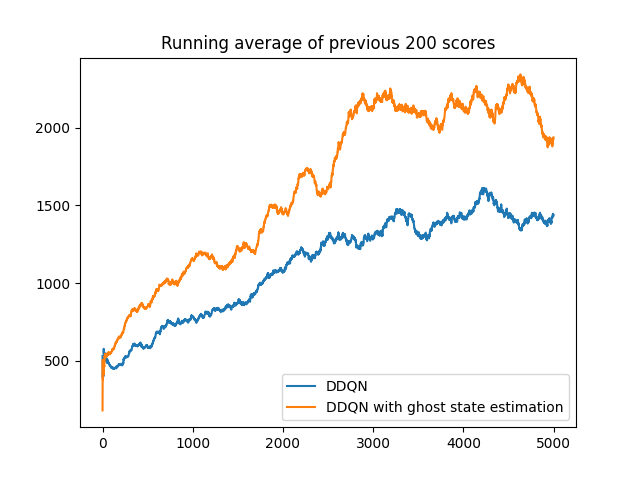 Running average of previous 200 scores
2000
1500
1000
500
DDQN
DDQN with ghost state estimation
0 1000 2000 3000 4000 5000